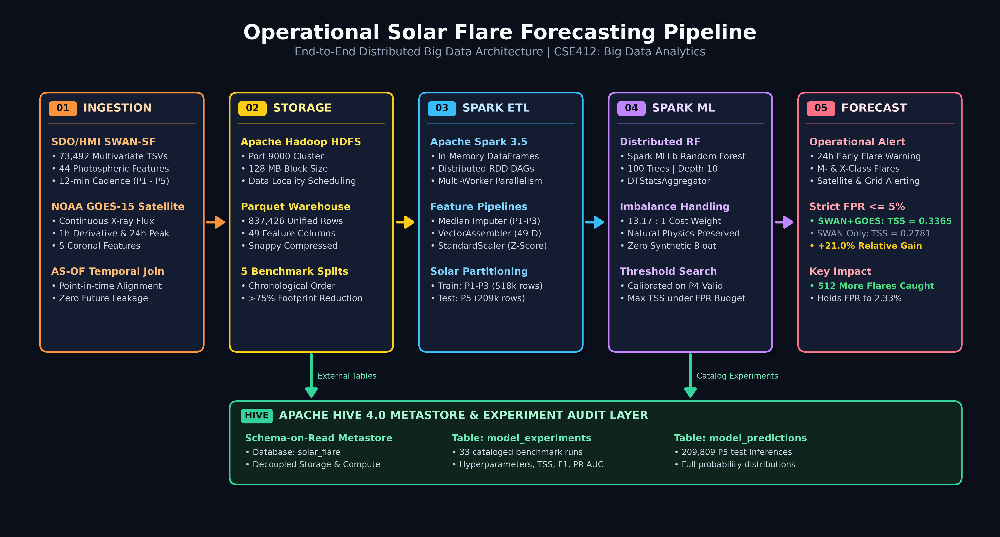 Operational Solar Flare Forecasting Pipeline
End-to-End Distributed Big Data Architecture | CSE412: Big Data Analytics
01 INGESTION
SDO/HMI SWAN-SF
• 73,492 Multivariate TSVs
• 44 Photospheric Features
• 12-min Cadence (P1 - P5)
NOAA GOES-15 Satellite
• Continuous X-ray Flux
• 1h Derivative & 24h Peak
• 5 Coronal Features
AS-OF Temporal Join
• Point-in-time Alignment
• Zero Future Leakage
02 STORAGE
Apache Hadoop HDFS
• Port 9000 Cluster
• 128 MB Block Size
• Data Locality Scheduling
Parquet Warehouse
• 837,426 Unified Rows
• 49 Feature Columns
• Snappy Compressed
5 Benchmark Splits
• Chronological Order
• >75% Footprint Reduction
03 SPARK ETL
Apache Spark 3.5
• In-Memory DataFrames
• Distributed RDD DAGs
• Multi-Worker Parallelism
Feature Pipelines
• Median Imputer (P1-P3)
• VectorAssembler (49-D)
• StandardScaler (Z-Score)
Solar Partitioning
• Train: P1-P3 (518k rows)
• Test: P5 (209k rows)
04 SPARK ML
Distributed RF
• Spark MLlib Random Forest
• 100 Trees | Depth 10
• DTStatsAggregator
Imbalance Handling
• 13.17 : 1 Cost Weight
• Natural Physics Preserved
• Zero Synthetic Bloat
Threshold Search
• Calibrated on P4 Valid
• Max TSS under FPR Budget
05 FORECAST
Operational Alert
• 24h Early Flare Warning
• M- & X-Class Flares
• Satellite & Grid Alerting
Strict FPR <= 5%
• SWAN+GOES: TSS = 0.3365
• SWAN-Only: TSS = 0.2781
• +21.0% Relative Gain
Key Impact
• 512 More Flares Caught
• Holds FPR to 2.33%
External Tables
Catalog Experiments
HIVE APACHE HIVE 4.0 METASTORE & EXPERIMENT AUDIT LAYER
Schema-on-Read Metastore
• Database: solar_flare
• Decoupled Storage & Compute
Table: model_experiments
• 33 cataloged benchmark runs
• Hyperparameters, TSS, F1, PR-AUC
Table: model_predictions
• 209,809 P5 test inferences
• Full probability distributions